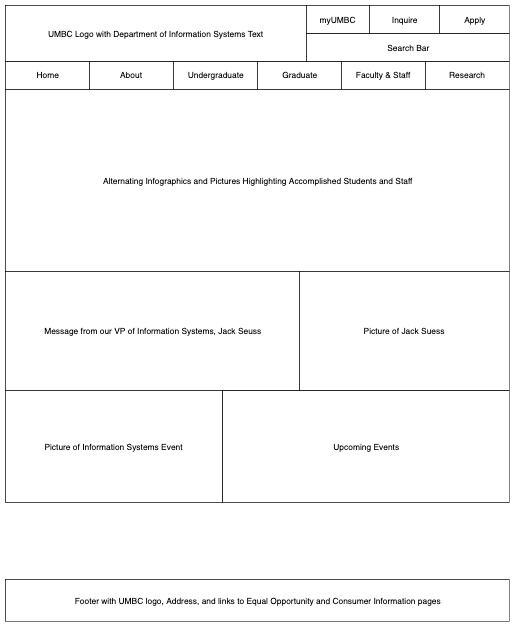 UMBC Logo with Department of Information Systems Text
myUMBC
Inquire
Apply
Search Bar
Home
About
Undergraduate
Graduate
Faculty & Staff
Research
Alternating Infographics and Pictures Highlighting Accomplished Students and Staff
Message from our VP of Information Systems, Jack Seuss
Picture of Jack Suess
Picture of Information Systems Event
Upcoming Events
Footer with UMBC logo, Address, and links to Equal Opportunity and Consumer Information pages